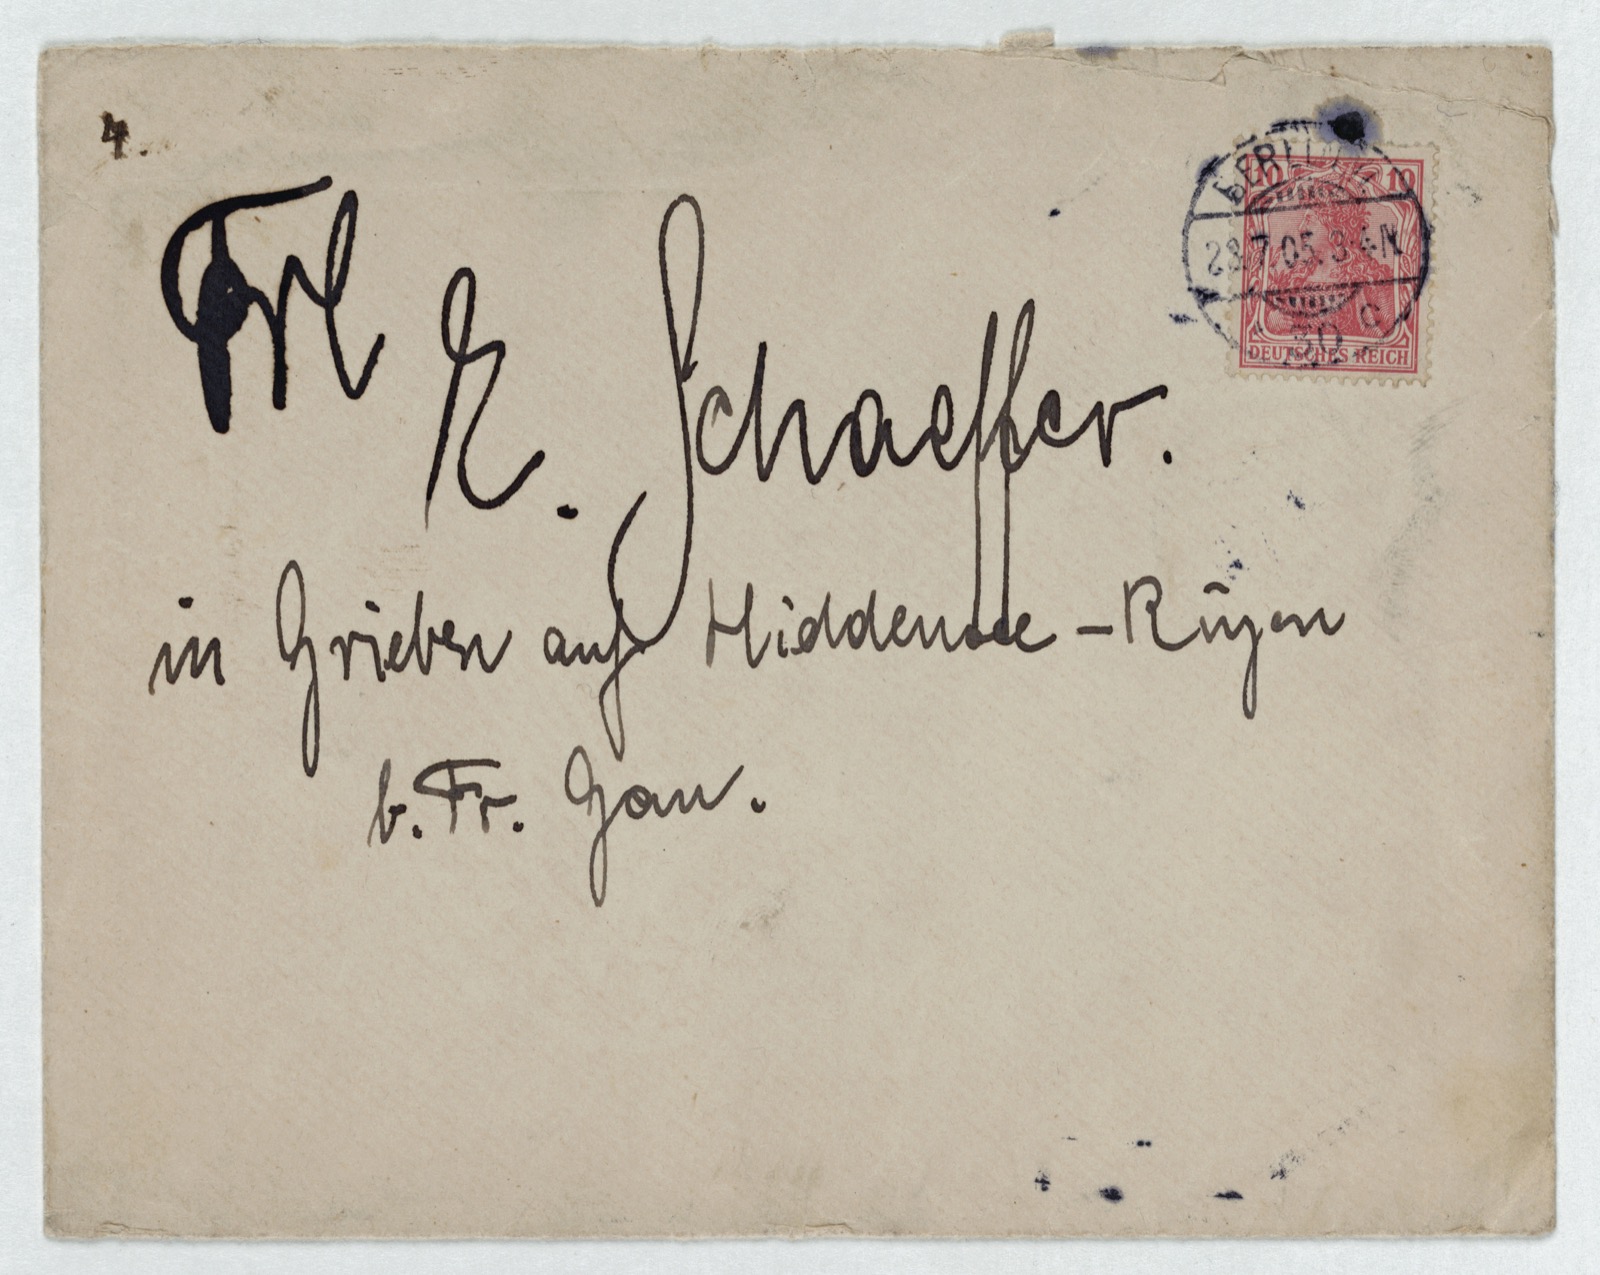 4.
10 10
BERLIN W.
28.7.05. 3-4N.
30 c
DEUTSCHES REICH
Frl
E. Schaeffer.
in Grieben auf Hiddensee - Rügen
b. Fr. Gau.